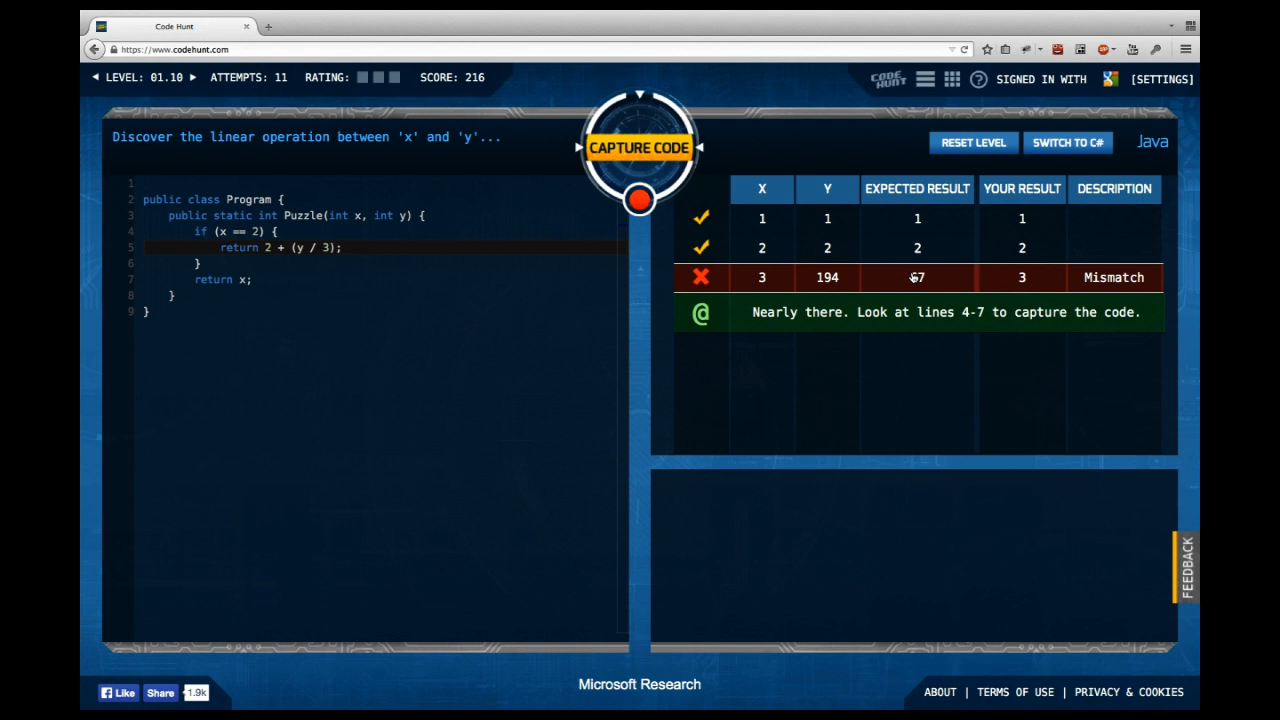 Code Hunt
https://www.codehunt.com
LEVEL: 01.10 ATTEMPTS: 11 RATING: SCORE: 216
CODE HUNT SIGNED IN WITH [SETTINGS]
Discover the linear operation between 'x' and 'y'...
CAPTURE CODE
RESET LEVEL SWITCH TO C# Java
1
2 public class Program {
3 public static int Puzzle(int x, int y) {
4 if (x == 2) {
5 return 2 + (y / 3);
6 }
7 return x;
8 }
9 }
X Y EXPECTED RESULT YOUR RESULT DESCRIPTION
1 1 1 1
2 2 2 2
3 194 67 3 Mismatch
@ Nearly there. Look at lines 4-7 to capture the code.
FEEDBACK
Like Share 1.9k
Microsoft Research
ABOUT | TERMS OF USE | PRIVACY & COOKIES